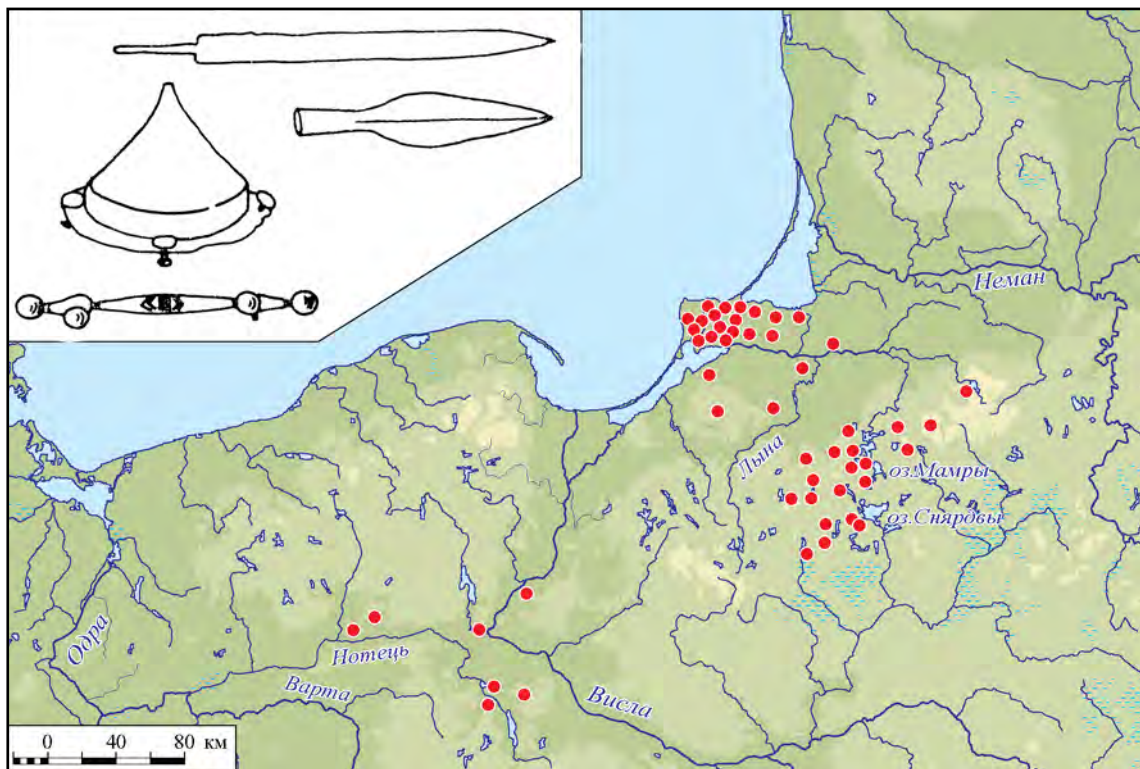 Неман
Лына
оз.Мамры
оз.Снярдвы
Одра
Нотець
Варта
Висла
0 40 80 км